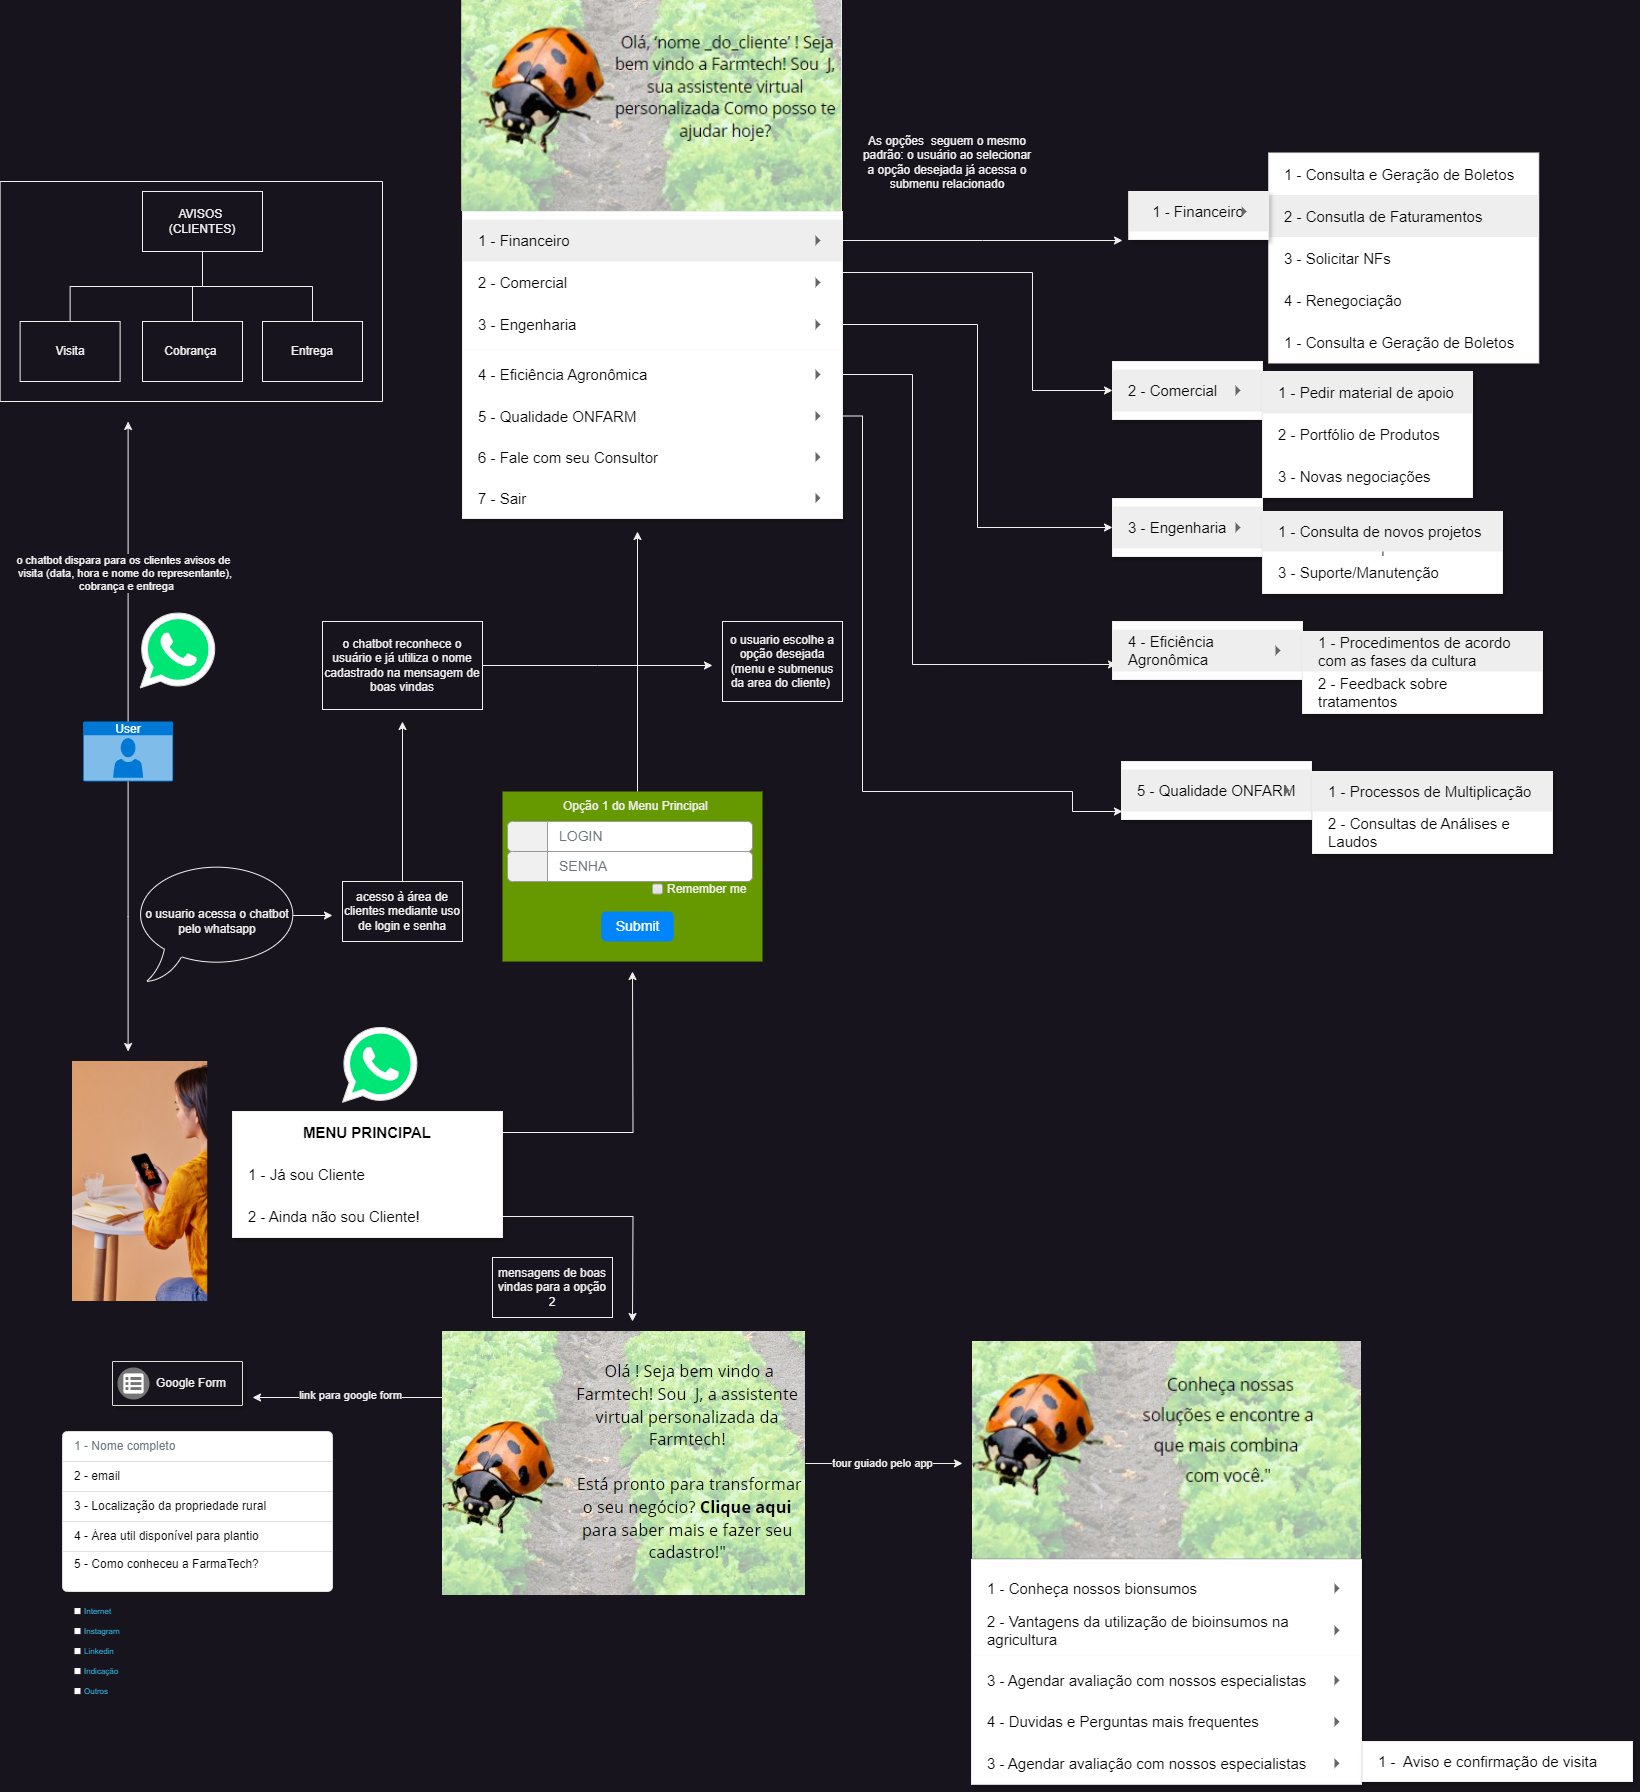 Olá, ‘nome _do_cliente’ ! Seja
bem vindo a Farmtech! Sou J,
sua assistente virtual
personalizada Como posso te
ajudar hoje?
1 - Financeiro
2 - Comercial
3 - Engenharia
4 - Eficiência Agronômica
5 - Qualidade ONFARM
6 - Fale com seu Consultor
7 - Sair
As opções seguem o mesmo
padrão: o usuário ao selecionar
a opção desejada já acessa o
submenu relacionado
1 - Financeiro
1 - Consulta e Geração de Boletos
2 - Consutla de Faturamentos
3 - Solicitar NFs
4 - Renegociação
1 - Consulta e Geração de Boletos
2 - Comercial
1 - Pedir material de apoio
2 - Portfólio de Produtos
3 - Novas negociações
3 - Engenharia
1 - Consulta de novos projetos
3 - Suporte/Manutenção
4 - Eficiência
Agronômica
1 - Procedimentos de acordo
com as fases da cultura
2 - Feedback sobre
tratamentos
5 - Qualidade ONFARM
1 - Processos de Multiplicação
2 - Consultas de Análises e
Laudos
AVISOS
(CLIENTES)
Visita
Cobrança
Entrega
o chatbot dispara para os clientes avisos de
visita (data, hora e nome do representante),
cobrança e entrega
User
o chatbot reconhece o
usuário e já utiliza o nome
cadastrado na mensagem de
boas vindas
o usuario escolhe a
opção desejada
(menu e submenus
da area do cliente)
Opção 1 do Menu Principal
LOGIN
SENHA
Remember me
Submit
o usuario acessa o chatbot
pelo whatsapp
acesso à área de
clientes mediante uso
de login e senha
MENU PRINCIPAL
1 - Já sou Cliente
2 - Ainda não sou Cliente!
mensagens de boas
vindas para a opção
2
Olá ! Seja bem vindo a
Farmtech! Sou J, a assistente
virtual personalizada da
Farmtech!
Está pronto para transformar
o seu negócio? Clique aqui
para saber mais e fazer seu
cadastro!"
link para google form
Google Form
1 - Nome completo
2 - email
3 - Localização da propriedade rural
4 - Área util disponível para plantio
5 - Como conheceu a FarmaTech?
Internet
Instagram
Linkedin
Indicação
Outros
tour guiado pelo app
Conheça nossas
soluções e encontre a
que mais combina
com você."
1 - Conheça nossos bionsumos
2 - Vantagens da utilização de bioinsumos na
agricultura
3 - Agendar avaliação com nossos especialistas
4 - Duvidas e Perguntas mais frequentes
3 - Agendar avaliação com nossos especialistas
1 - Aviso e confirmação de visita